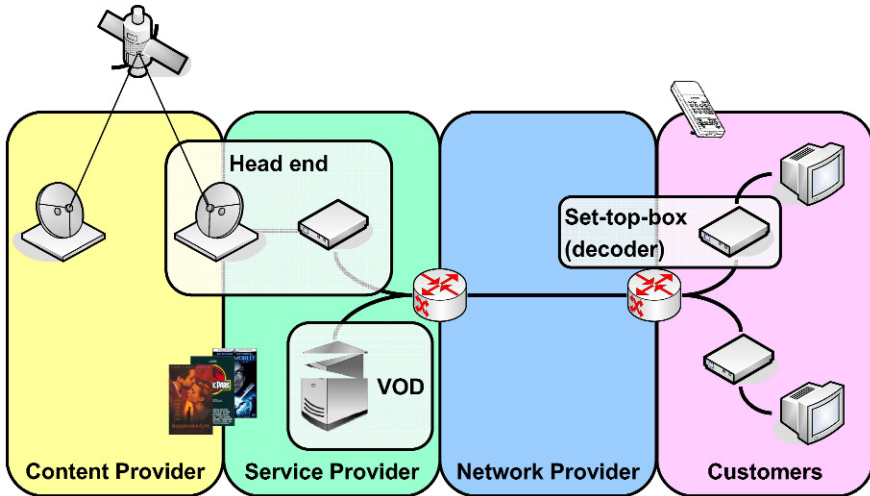 Head end
Set-top-box
(decoder)
VOD
Content Provider
Service Provider
Network Provider
Customers